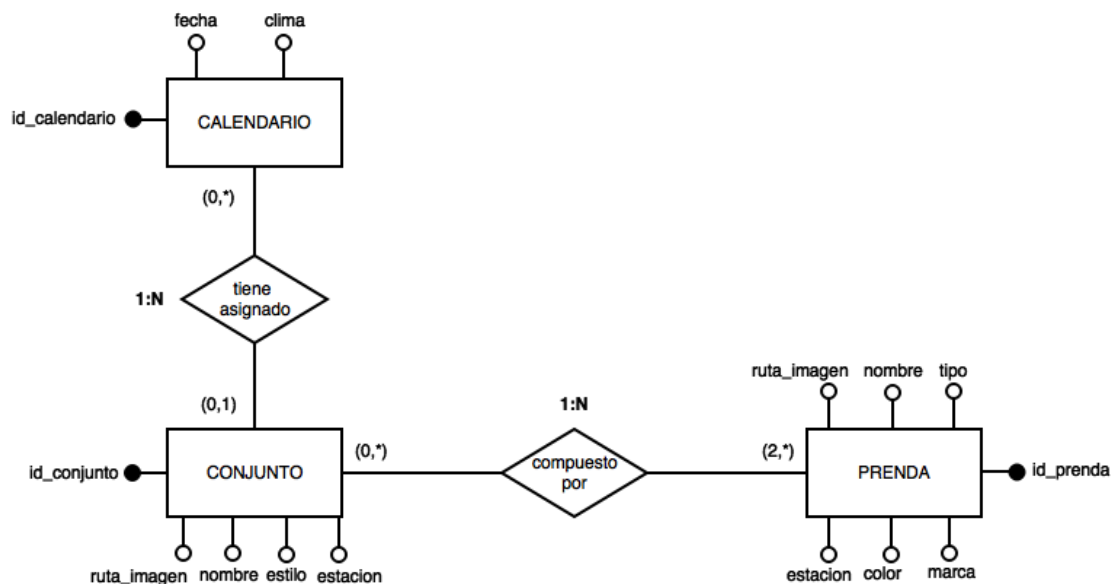 fecha
clima
id_calendario
CALENDARIO
(0,*)
1:N
tiene
asignado
(0,1)
id_conjunto
CONJUNTO
(0,*)
ruta_imagen
nombre
estilo
estacion
1:N
compuesto
por
(2,*)
ruta_imagen
nombre
tipo
PRENDA
id_prenda
estacion
color
marca